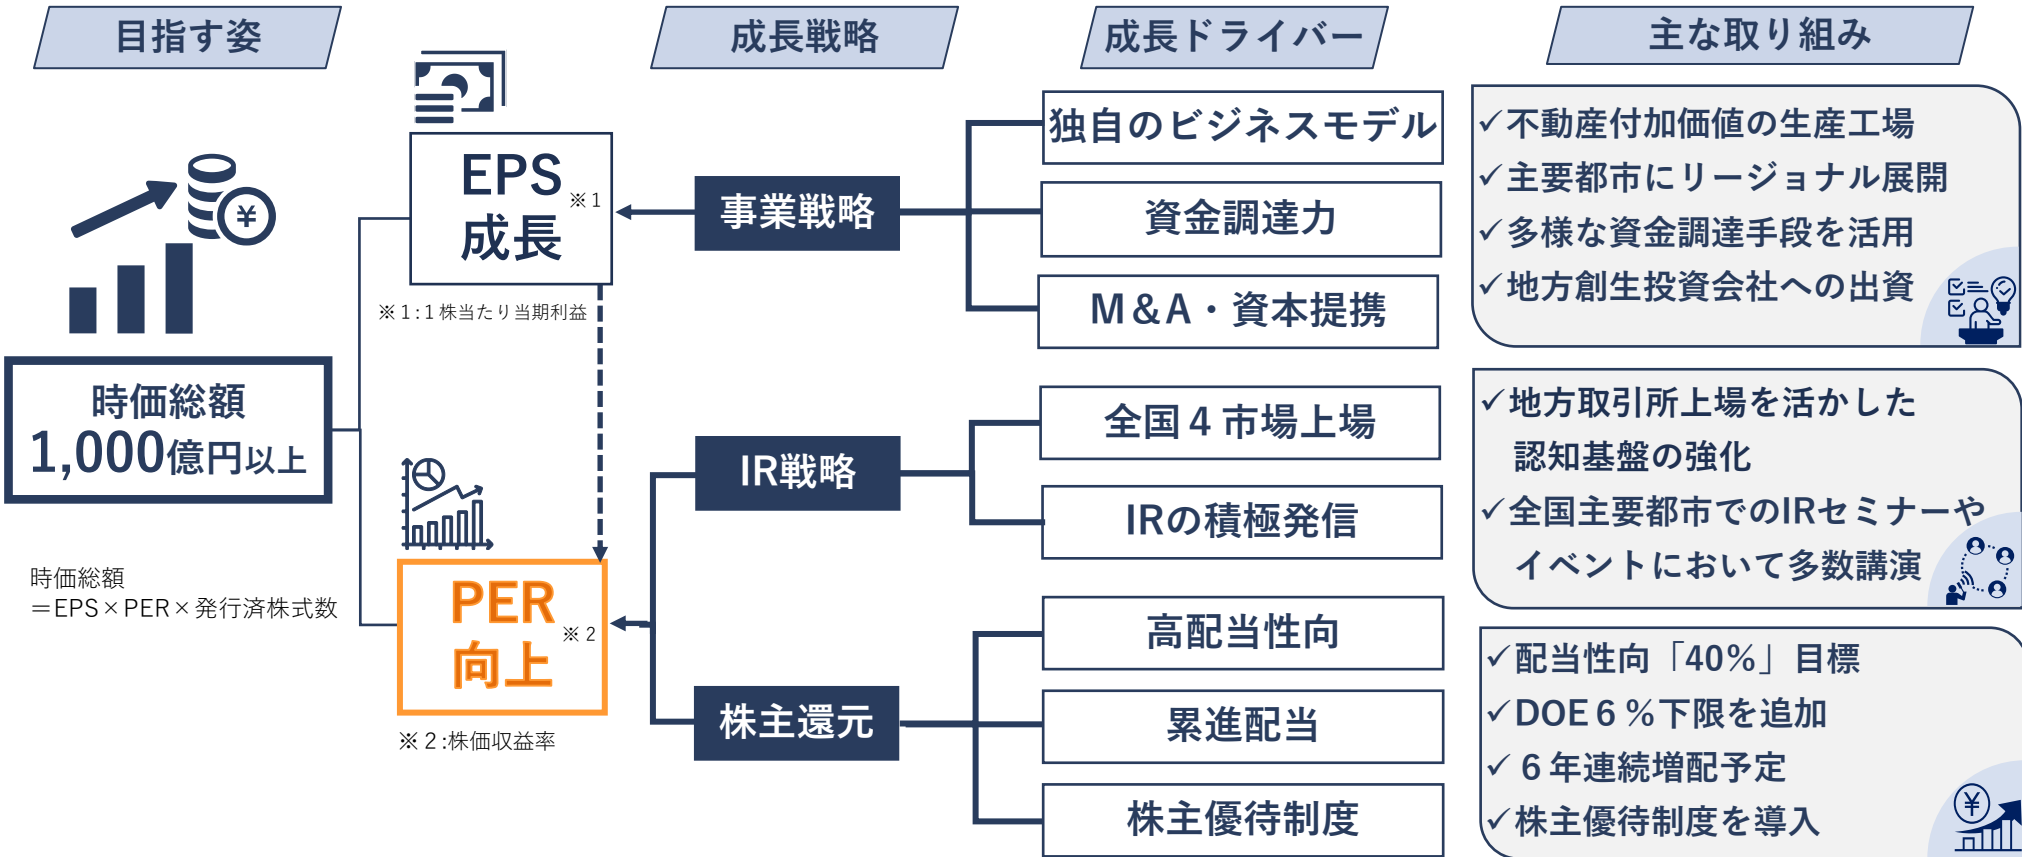 目指す姿
成長戦略
成長ドライバー
主な取り組み
時価総額
1,000億円以上
時価総額
＝EPS×PER×発行済株式数
EPS
成長
※1
※1:1株当たり当期利益
PER
向上
※2
※2:株価収益率
事業戦略
IR戦略
株主還元
独自のビジネスモデル
資金調達力
M＆A・資本提携
全国4市場上場
IRの積極発信
高配当性向
累進配当
株主優待制度
✓不動産付加価値の生産工場
✓主要都市にリージョナル展開
✓多様な資金調達手段を活用
✓地方創生投資会社への出資
✓地方取引所上場を活かした
認知基盤の強化
✓全国主要都市でのIRセミナーや
イベントにおいて多数講演
✓配当性向「40%」目標
✓DOE6%下限を追加
✓6年連続増配予定
✓株主優待制度を導入